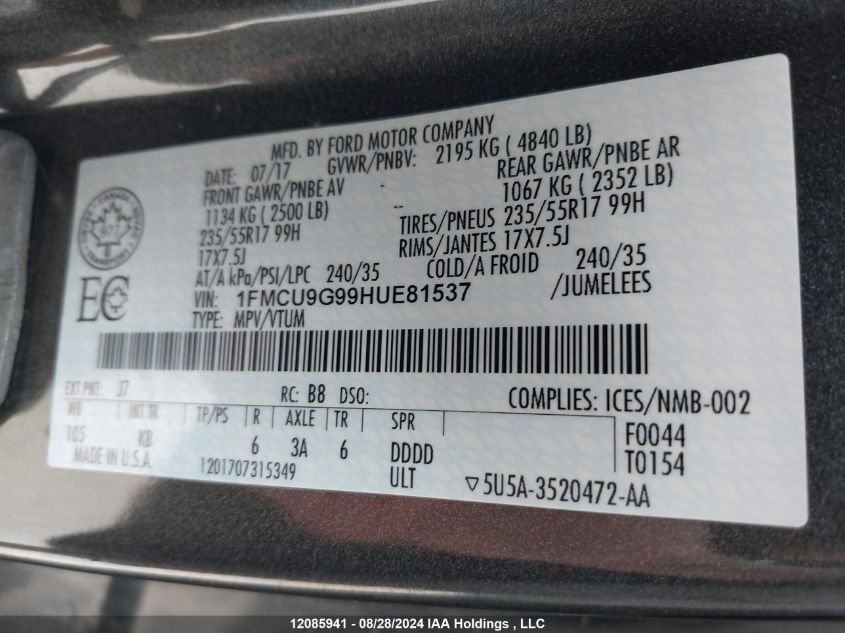 MFD. BY FORD MOTOR COMPANY
DATE: 07/17 GVWR/PNBV: 2195 KG ( 4840 LB)
FRONT GAWR/PNBE AV - REAR GAWR/PNBE AR
1134 KG ( 2500 LB) -- 1067 KG ( 2352 LB)
235/55R17 99H TIRES/PNEUS 235/55R17 99H
17X7.5J RIMS/JANTES 17X7.5J
AT/A kPa/PSI/LPC 240/35 COLD/A FROID 240/35
VIN: 1FMCU9G99HUE81537 /JUMELEES
TYPE: MPV/VTUM
CANADA
977
EC
EXT PNT: J7 RC: B8 DSO: COMPLIES: ICES/NMB-002
WB INT TR TP/PS R AXLE TR SPR F0044
105 KB 6 3A 6 DDDD T0154
MADE IN U.S.A. 1201707315349 ULT ▽5U5A-3520472-AA
12085941 - 08/28/2024 IAA Holdings , LLC